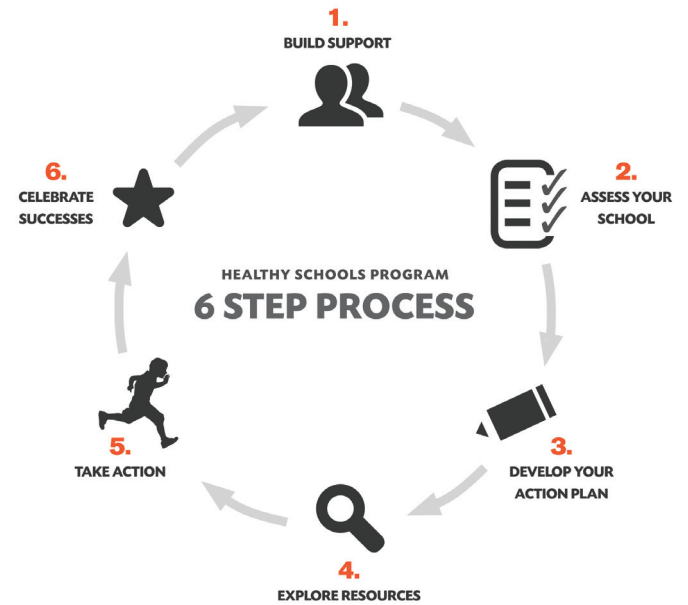 1.
BUILD SUPPORT
2.
ASSESS YOUR
SCHOOL
3.
DEVELOP YOUR
ACTION PLAN
4.
EXPLORE RESOURCES
5.
TAKE ACTION
6.
CELEBRATE
SUCCESSES
HEALTHY SCHOOLS PROGRAM
6 STEP PROCESS